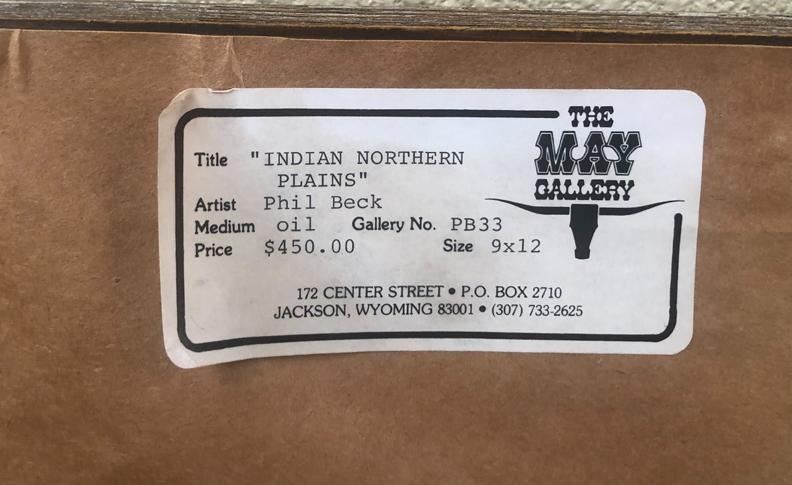 THE
MAY
GALLERY
Title "INDIAN NORTHERN
PLAINS"
Artist Phil Beck
Medium oil Gallery No. PB33
Price $450.00 Size 9x12
172 CENTER STREET • P.O. BOX 2710
JACKSON, WYOMING 83001 • (307) 733-2625